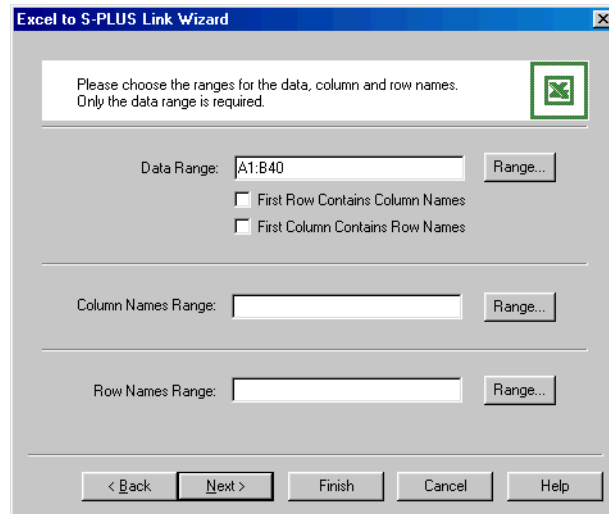 Excel to S-PLUS Link Wizard
Please choose the ranges for the data, column and row names.
Only the data range is required.
Data Range: A1:B40 Range...
First Row Contains Column Names
First Column Contains Row Names
Column Names Range: Range...
Row Names Range: Range...
< Back Next > Finish Cancel Help